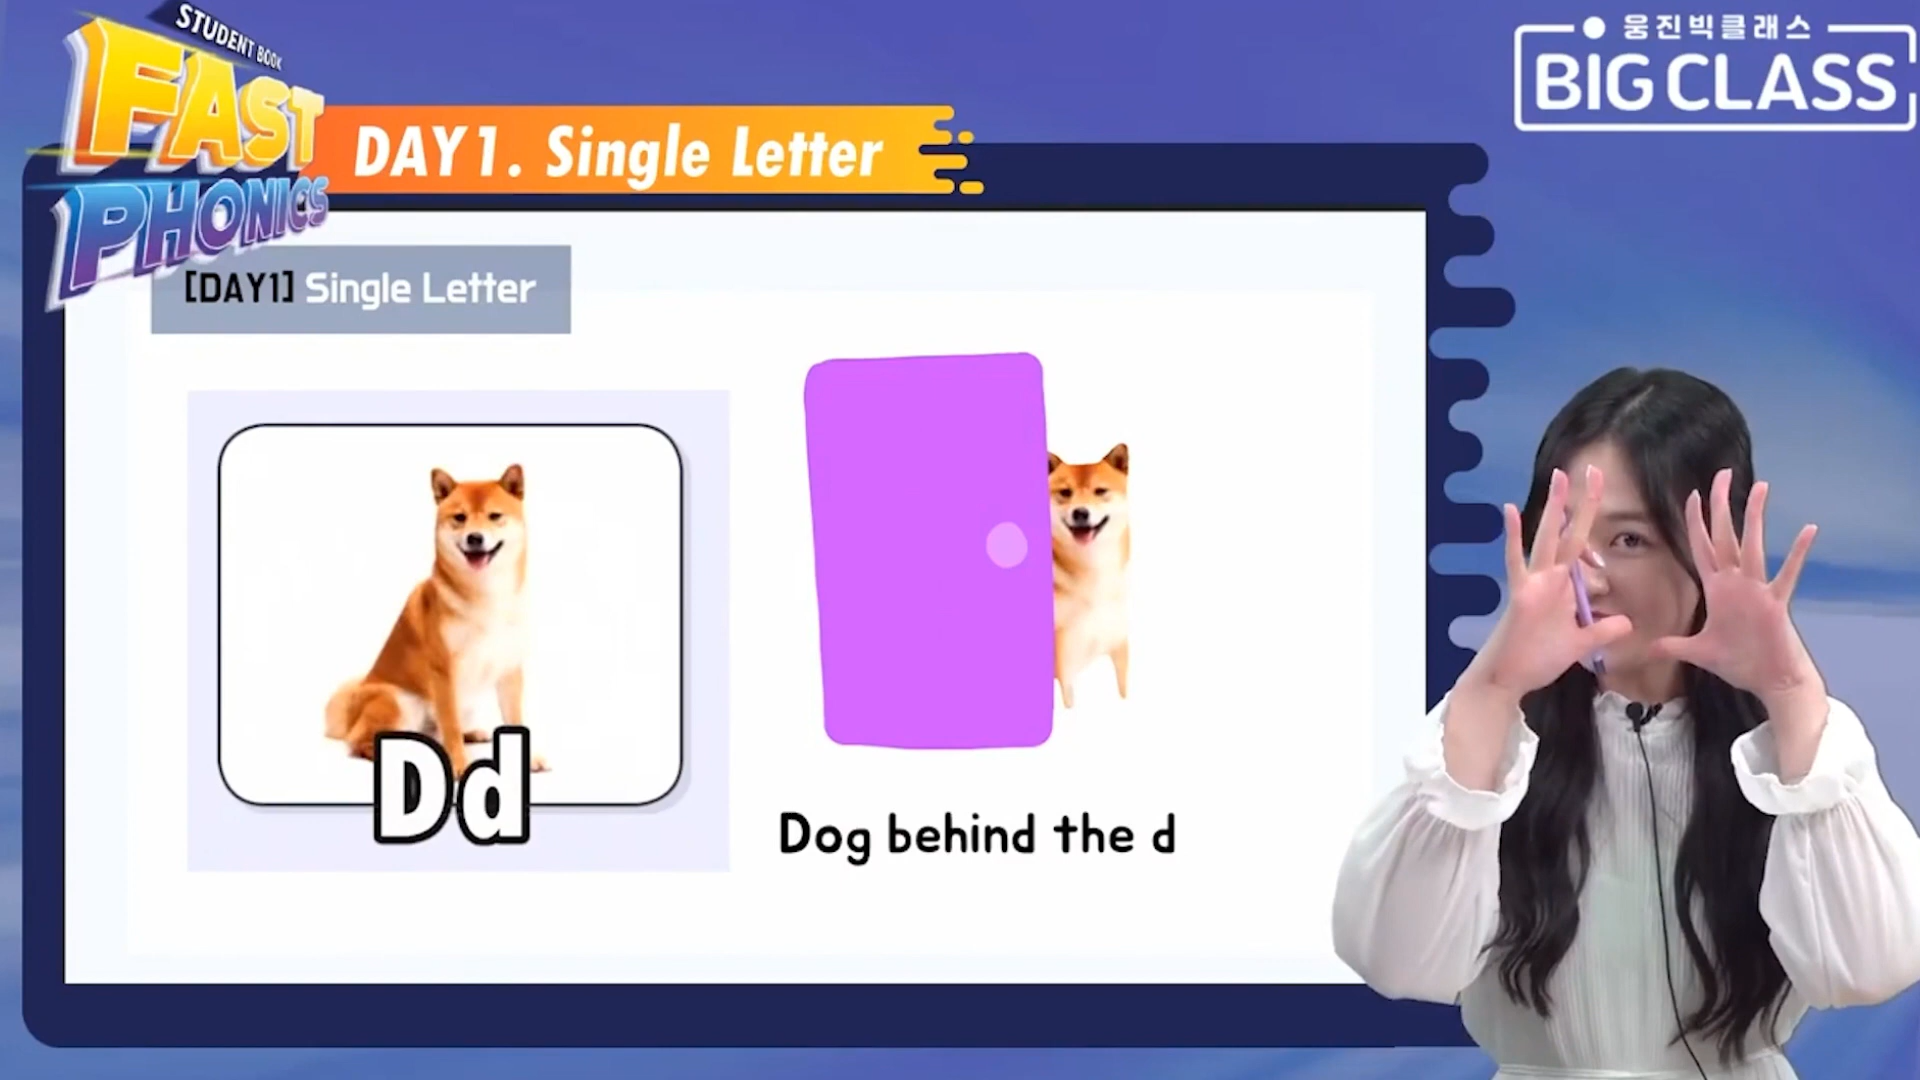 STUDENT BOOK
FAST
PHONICS
웅진빅클래스
BIG CLASS
DAY1. Single Letter
[DAY1] Single Letter
Dd
Dog behind the d